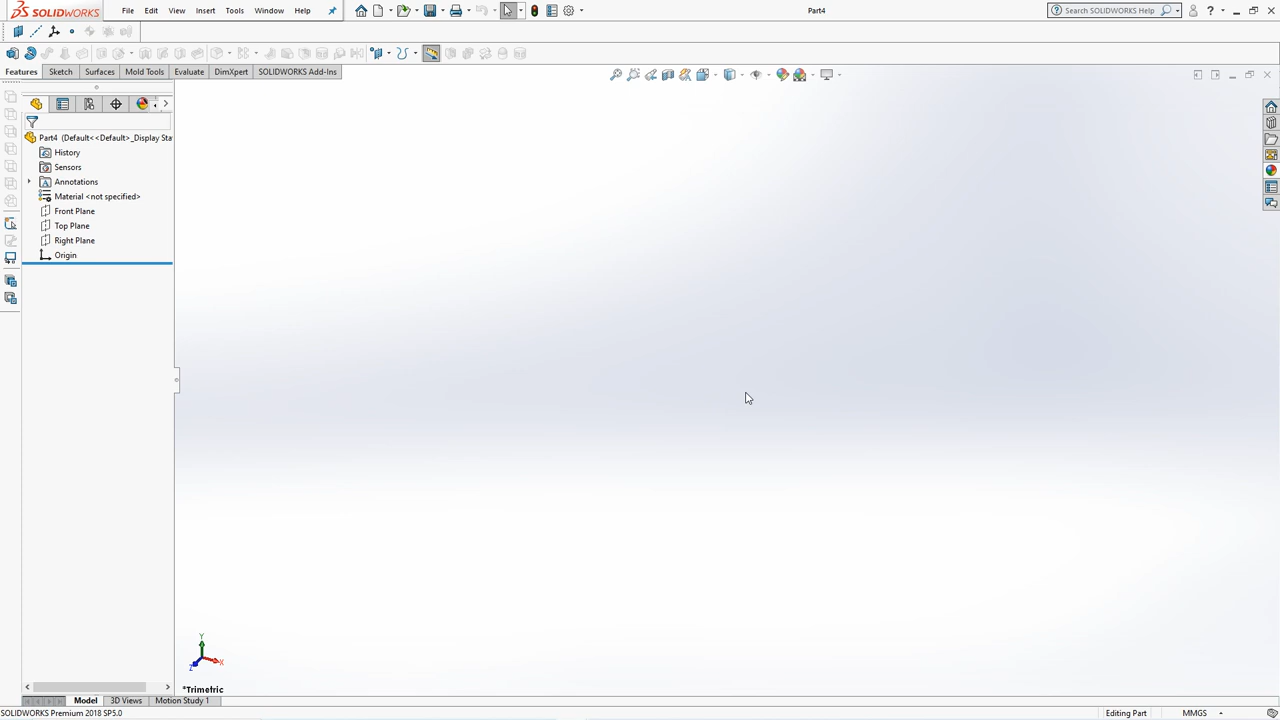 SOLIDWORKS File Edit View Insert Tools Window Help Part4 Search SOLIDWORKS Help ?
Features Sketch Surfaces Mold Tools Evaluate DimXpert SOLIDWORKS Add-Ins
Part4 (Default<<Default>_Display Sta
History
Sensors
Annotations
Material <not specified>
Front Plane
Top Plane
Right Plane
Origin
Y
X
Z
*Trimetric
Model 3D Views Motion Study 1
SOLIDWORKS Premium 2018 SP5.0 Editing Part MMGS